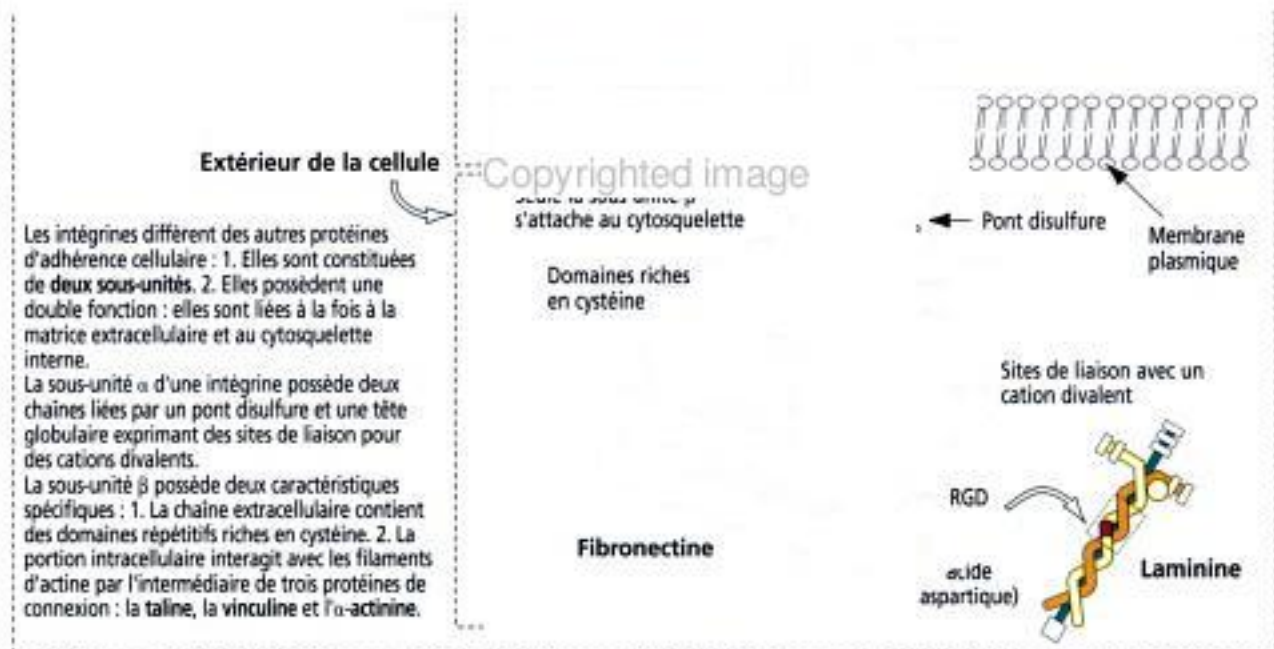 Extérieur de la cellule
Copyrighted image
s'attache au cytosquelette
Pont disulfure
Membrane
plasmique
Les intégrines diffèrent des autres protéines
d'adhérence cellulaire : 1. Elles sont constituées
de deux sous-unités. 2. Elles possèdent une
double fonction : elles sont liées à la fois à la
matrice extracellulaire et au cytosquelette
interne.
La sous-unité α d'une intégrine possède deux
chaînes liées par un pont disulfure et une tête
globulaire exprimant des sites de liaison pour
des cations divalents.
La sous-unité β possède deux caractéristiques
spécifiques : 1. La chaîne extracellulaire contient
des domaines répétitifs riches en cystéine. 2. La
portion intracellulaire interagit avec les filaments
d'actine par l'intermédiaire de trois protéines de
connexion : la taline, la vinculine et l'α-actinine.
Domaines riches
en cystéine
Sites de liaison avec un
cation divalent
RGD
Fibronectine
acide
aspartique)
Laminine